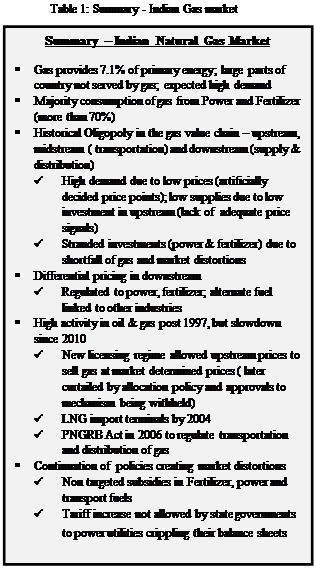 Table 1: Summary - Indian Gas market
Summary – Indian Natural Gas Market
▪ Gas provides 7.1% of primary energy; large parts of
country not served by gas; expected high demand
▪ Majority consumption of gas from Power and Fertilizer
(more than 70%)
▪ Historical Oligopoly in the gas value chain – upstream,
midstream ( transportation) and downstream (supply &
distribution)
✓ High demand due to low prices (artificially
decided price points); low supplies due to low
investment in upstream (lack of adequate price
signals)
✓ Stranded investments (power & fertilizer) due to
shortfall of gas and market distortions
▪ Differential pricing in downstream
✓ Regulated to power, fertilizer; alternate fuel
linked to other industries
▪ High activity in oil & gas post 1997, but slowdown
since 2010
✓ New licensing regime allowed upstream prices to
sell gas at market determined prices ( later
curtailed by allocation policy and approvals to
mechanism being withheld)
✓ LNG import terminals by 2004
✓ PNGRB Act in 2006 to regulate transportation
and distribution of gas
▪ Continuation of policies creating market distortions
✓ Non targeted subsidies in Fertilizer, power and
transport fuels
✓ Tariff increase not allowed by state governments
to power utilities crippling their balance sheets